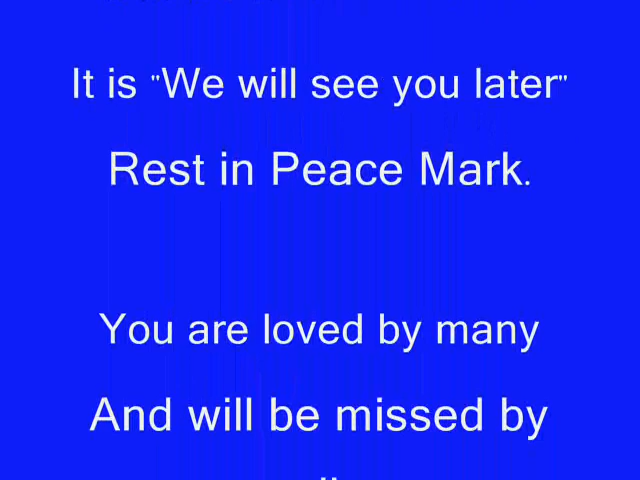 It is "We will see you later"
Rest in Peace Mark.
You are loved by many
And will be missed by